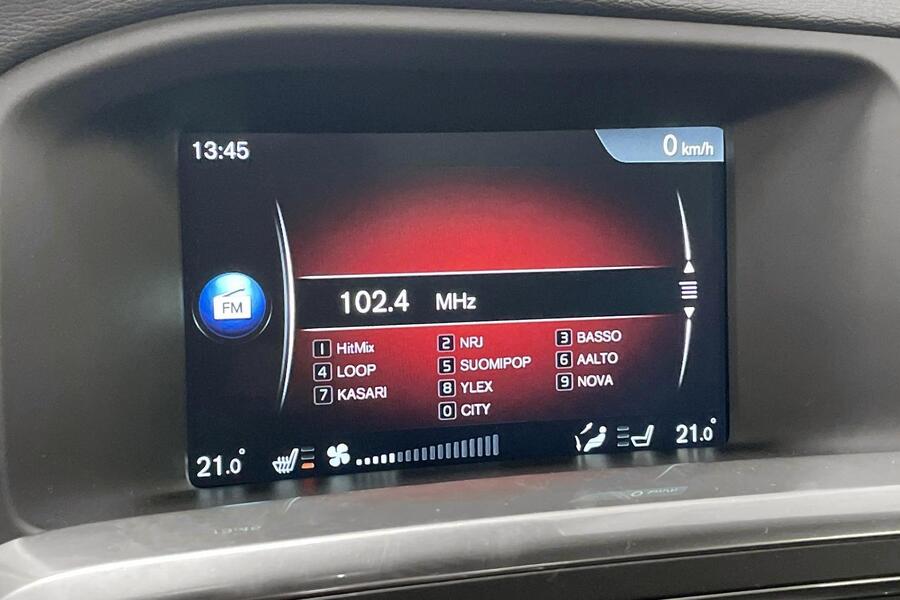 13:45
0 km/h
FM
102.4 MHz
1 HitMix 2 NRJ 3 BASSO
4 LOOP 5 SUOMIPOP 6 AALTO
7 KASARI 8 YLEX 9 NOVA
0 CITY
21.0° 21.0°